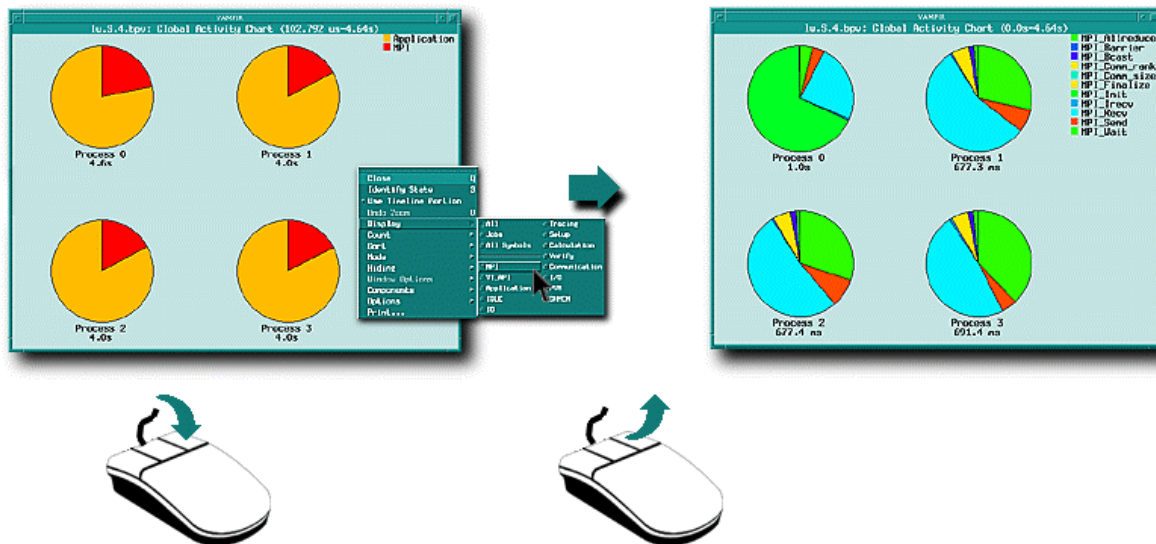 VAMPIR
lu.S.4.bpv: Global Activity Chart (102.792 us-4.64s)
Application
MPI
Process 0
4.6s
Process 1
4.0s
Process 2
4.0s
Process 3
4.0s
Close Q
Identify State S
Use Timeline Portion
Undo Zoom U
Display
Count
Sort
Mode
Hiding
Window Options
Components
Options
Print...
All
Jobs
All Symbols
MPI
VT_API
Application
IDLE
IO
Tracing
Setup
Calculation
Verify
Communication
I/O
SHMEM
VAMPIR
lu.S.4.bpv: Global Activity Chart (0.0s-4.64s)
MPI_Allreduce
MPI_Barrier
MPI_Bcast
MPI_Comm_rank
MPI_Comm_size
MPI_Finalize
MPI_Init
MPI_Irecv
MPI_Recv
MPI_Send
MPI_Wait
Process 0
1.0s
Process 1
677.3 ms
Process 2
677.4 ms
Process 3
691.4 ms